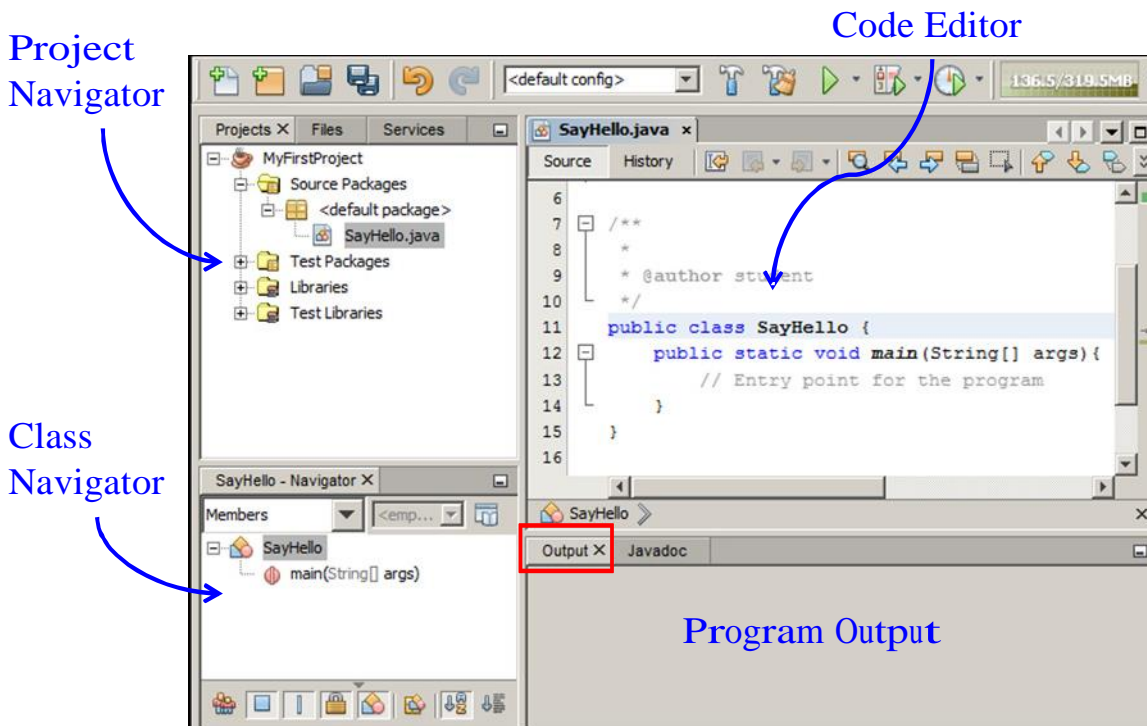 Code Editor
Project
Navigator
<default config>
136.5/319.5MB
Projects Files Services
SayHello.java
MyFirstProject
Source History
Source Packages
<default package>
SayHello.java
Test Packages
Libraries
Test Libraries
6
7 /**
8 *
9 * @author student
10 */
11 public class SayHello {
12 public static void main(String[] args){
13 // Entry point for the program
14 }
15 }
16
Class
Navigator
SayHello - Navigator
Members <emp...
SayHello
SayHello
main(String[] args)
Output Javadoc
Program Output